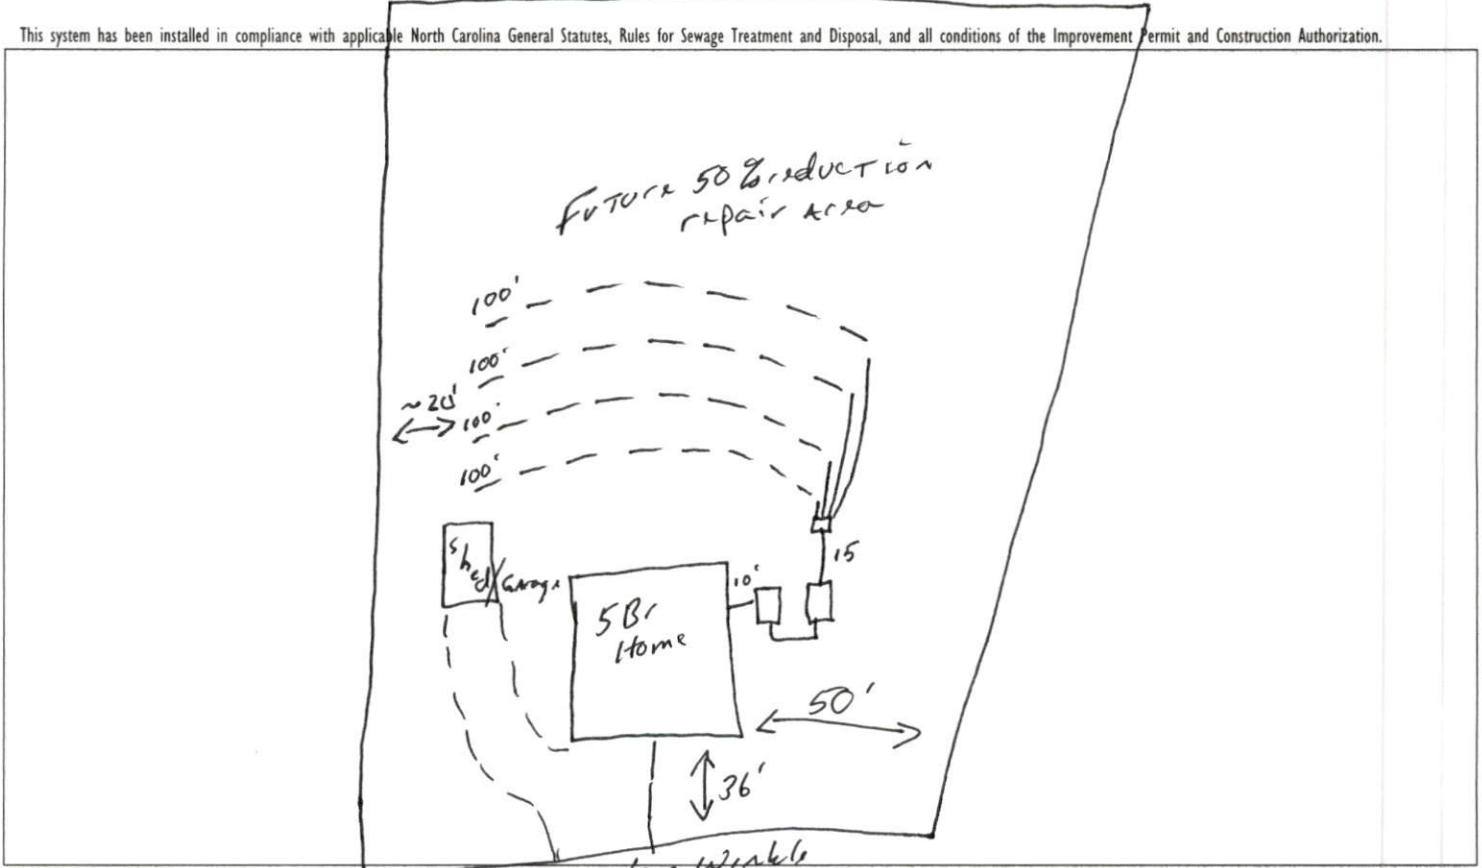 This system has been installed in compliance with applicable North Carolina General Statutes, Rules for Sewage Treatment and Disposal, and all conditions of the Improvement Permit and Construction Authorization.
Future 50% reduction
repair area
100'
100'
~20'
100'
100'
Shed/Garage
5Br
Home
10'
15
50'
36'
Winkle